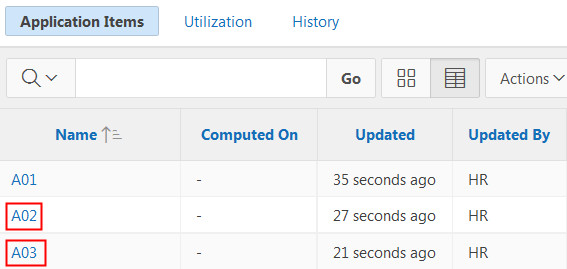 Application Items Utilization History
Go Actions
Name Computed On Updated Updated By
A01 - 35 seconds ago HR
A02 - 27 seconds ago HR
A03 - 21 seconds ago HR